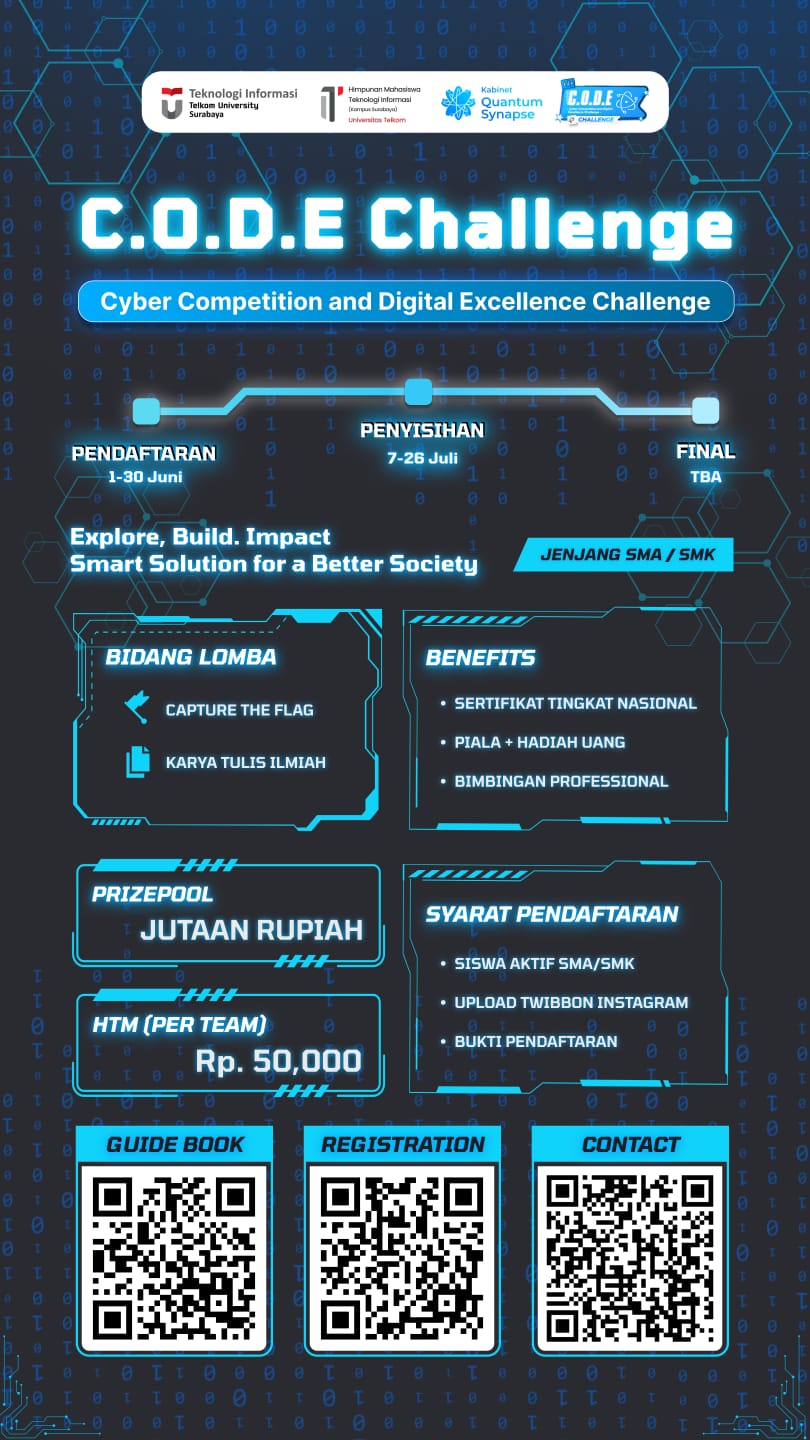 Teknologi Informasi
Telkom University
Surabaya
Himpunan Mahasiswa
Teknologi Informasi
(Kampus Surabaya)
Universitas Telkom
Kabinet
Quantum
Synapse
C.O.D.E
CHALLENGE
C.O.D.E Challenge
Cyber Competition and Digital Excellence Challenge
PENDAFTARAN
1-30 Juni
PENYISIHAN
7-26 Juli
FINAL
TBA
Explore, Build. Impact
Smart Solution for a Better Society
JENJANG SMA / SMK
BIDANG LOMBA
CAPTURE THE FLAG
KARYA TULIS ILMIAH
BENEFITS
• SERTIFIKAT TINGKAT NASIONAL
• PIALA + HADIAH UANG
• BIMBINGAN PROFESSIONAL
PRIZEPOOL
JUTAAN RUPIAH
HTM (PER TEAM)
Rp. 50,000
SYARAT PENDAFTARAN
• SISWA AKTIF SMA/SMK
• UPLOAD TWIBBON INSTAGRAM
• BUKTI PENDAFTARAN
GUIDE BOOK
REGISTRATION
CONTACT